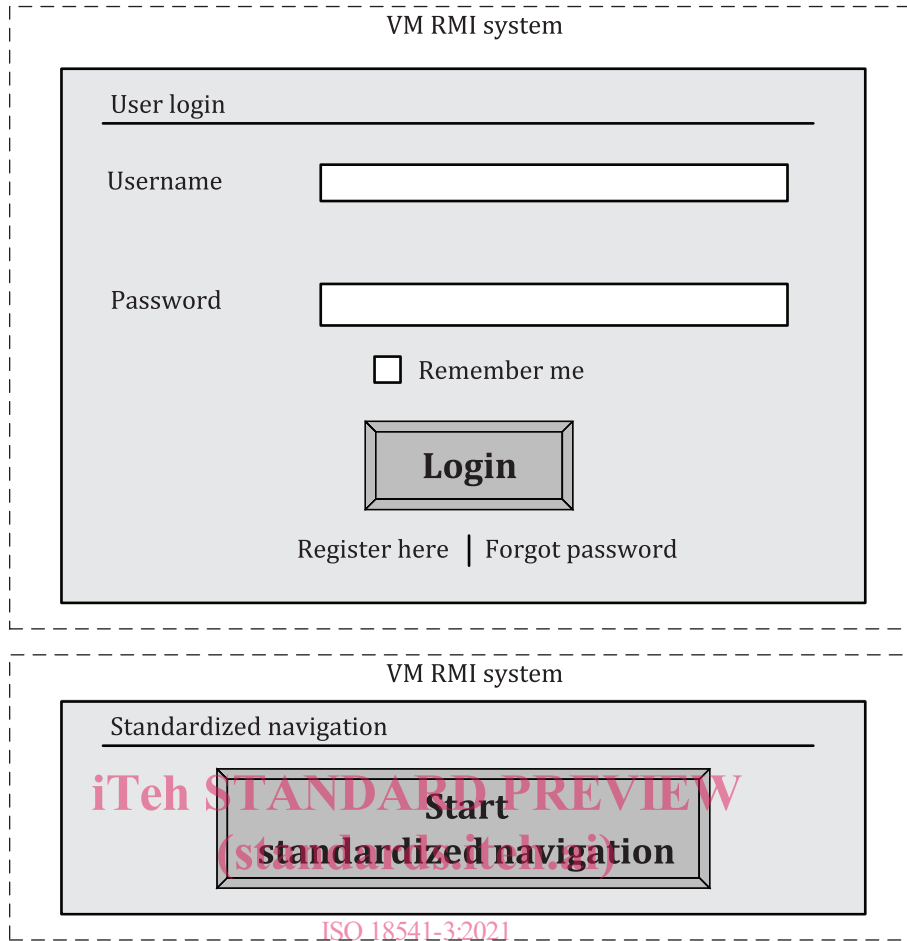 VM RMI system
User login
Username
Password
Remember me
Login
Register here | Forgot password
VM RMI system
Standardized navigation
iTeh STANDARD PREVIEW
Start
(standards.iteh.ai)
standardized navigation
ISO 18541-3:2021